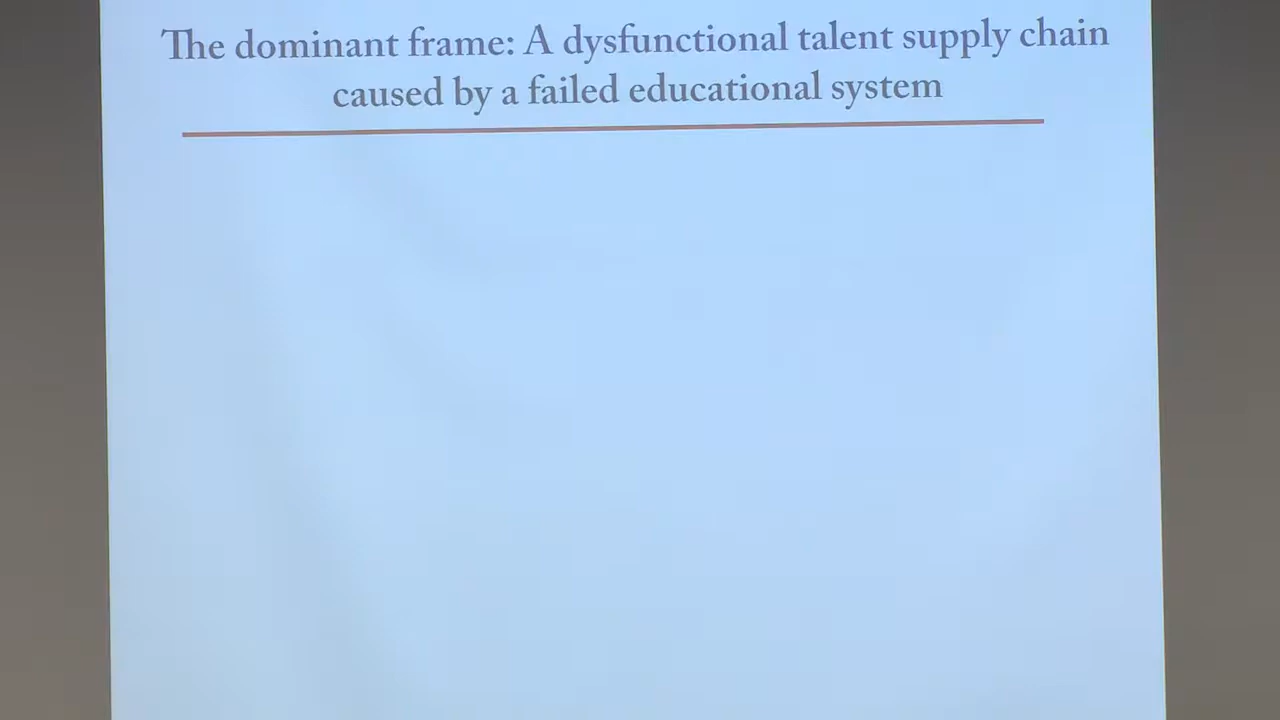 The dominant frame: A dysfunctional talent supply chain
caused by a failed educational system